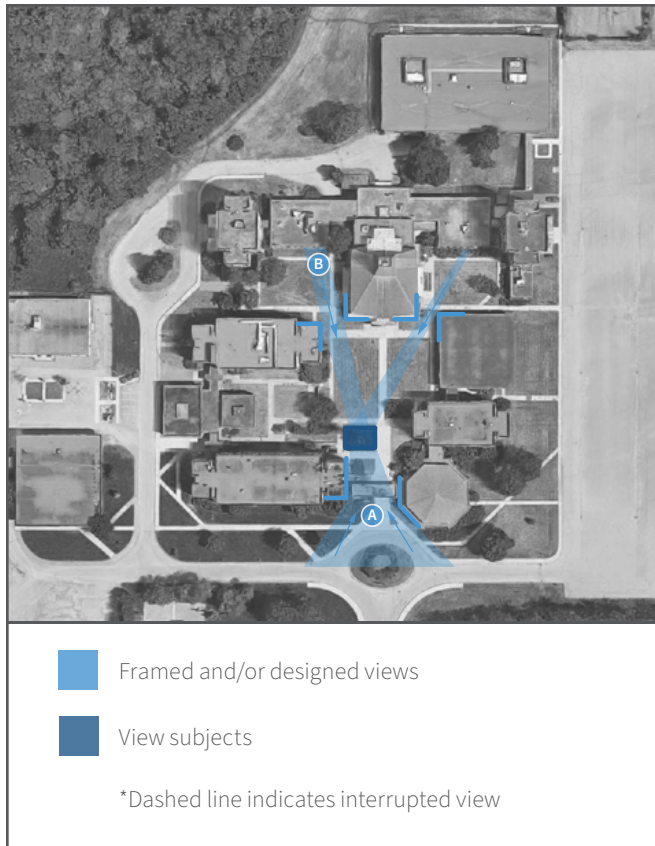 B
A
Framed and/or designed views
View subjects
*Dashed line indicates interrupted view